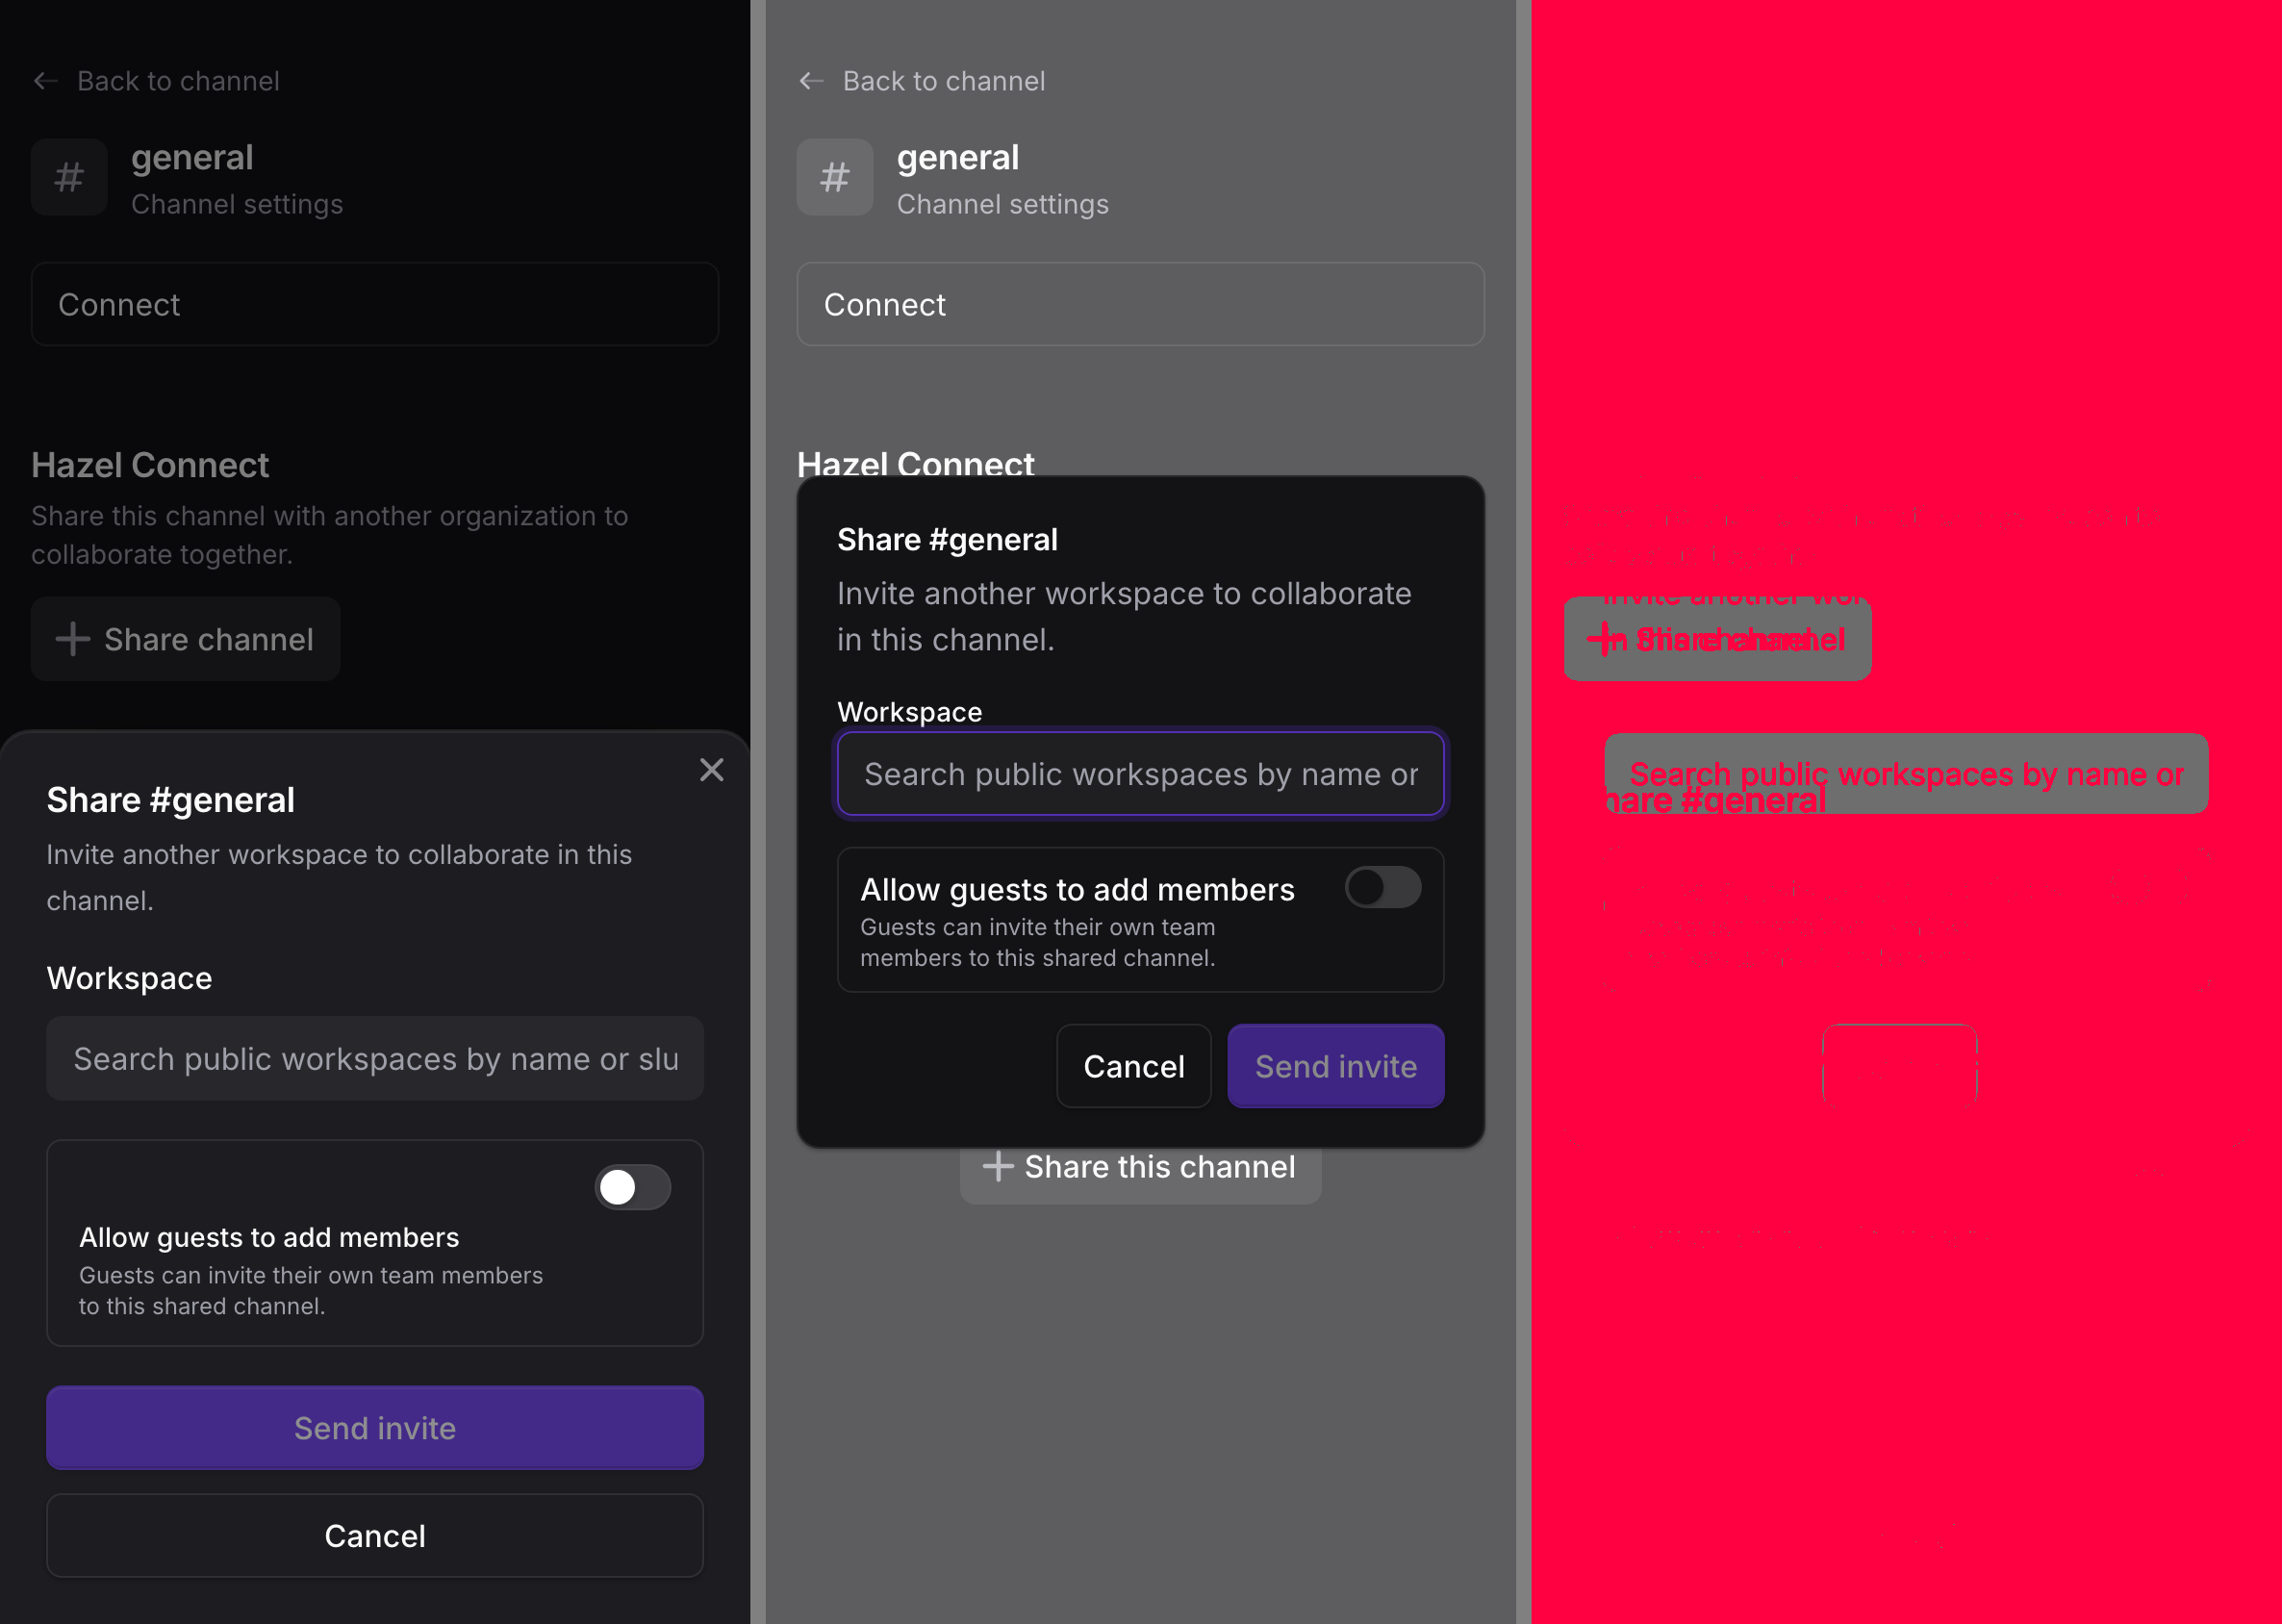 Back to channel
#
general
Channel settings
Connect
Hazel Connect
Share this channel with another organization to
collaborate together.
Share channel
Share #general
Invite another workspace to collaborate in this
channel.
Workspace
Search public workspaces by name or slu
Allow guests to add members
Guests can invite their own team members
to this shared channel.
Send invite
Cancel
Back to channel
#
general
Channel settings
Connect
Hazel Connect
Share #general
Invite another workspace to collaborate
in this channel.
Workspace
Search public workspaces by name or
Allow guests to add members
Guests can invite their own team
members to this shared channel.
Cancel
Send invite
Share this channel
Search public workspaces by name or
#general